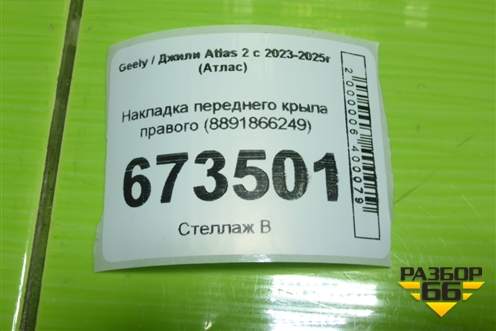 Geely / Джили Atlas 2 с 2023-2025г
(Атлас)
Накладка переднего крыла
правого (8891866249)
673501
Стеллаж В
2000006400079
РАЗБОР
66